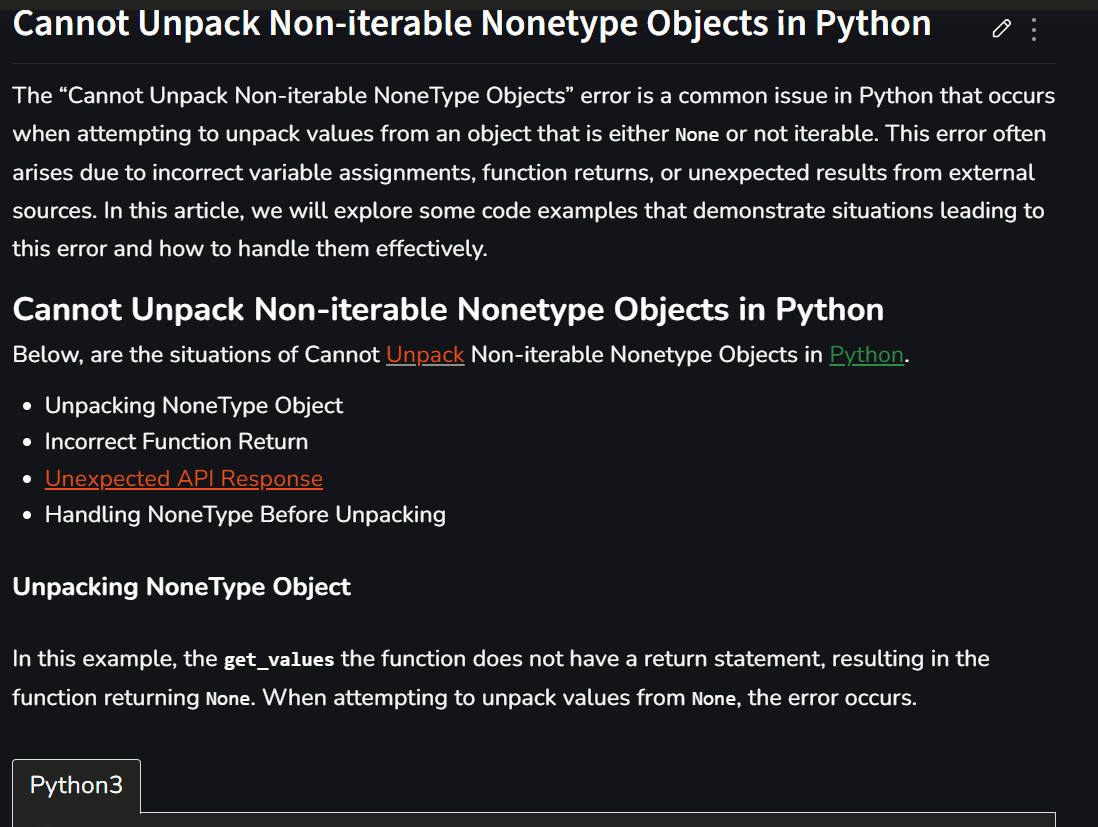 Cannot Unpack Non-iterable Nonetype Objects in Python
The “Cannot Unpack Non-iterable NoneType Objects” error is a common issue in Python that occurs
when attempting to unpack values from an object that is either None or not iterable. This error often
arises due to incorrect variable assignments, function returns, or unexpected results from external
sources. In this article, we will explore some code examples that demonstrate situations leading to
this error and how to handle them effectively.
Cannot Unpack Non-iterable Nonetype Objects in Python
Below, are the situations of Cannot Unpack Non-iterable Nonetype Objects in Python.
• Unpacking NoneType Object
• Incorrect Function Return
• Unexpected API Response
• Handling NoneType Before Unpacking
Unpacking NoneType Object
In this example, the get_values the function does not have a return statement, resulting in the
function returning None. When attempting to unpack values from None, the error occurs.
Python3